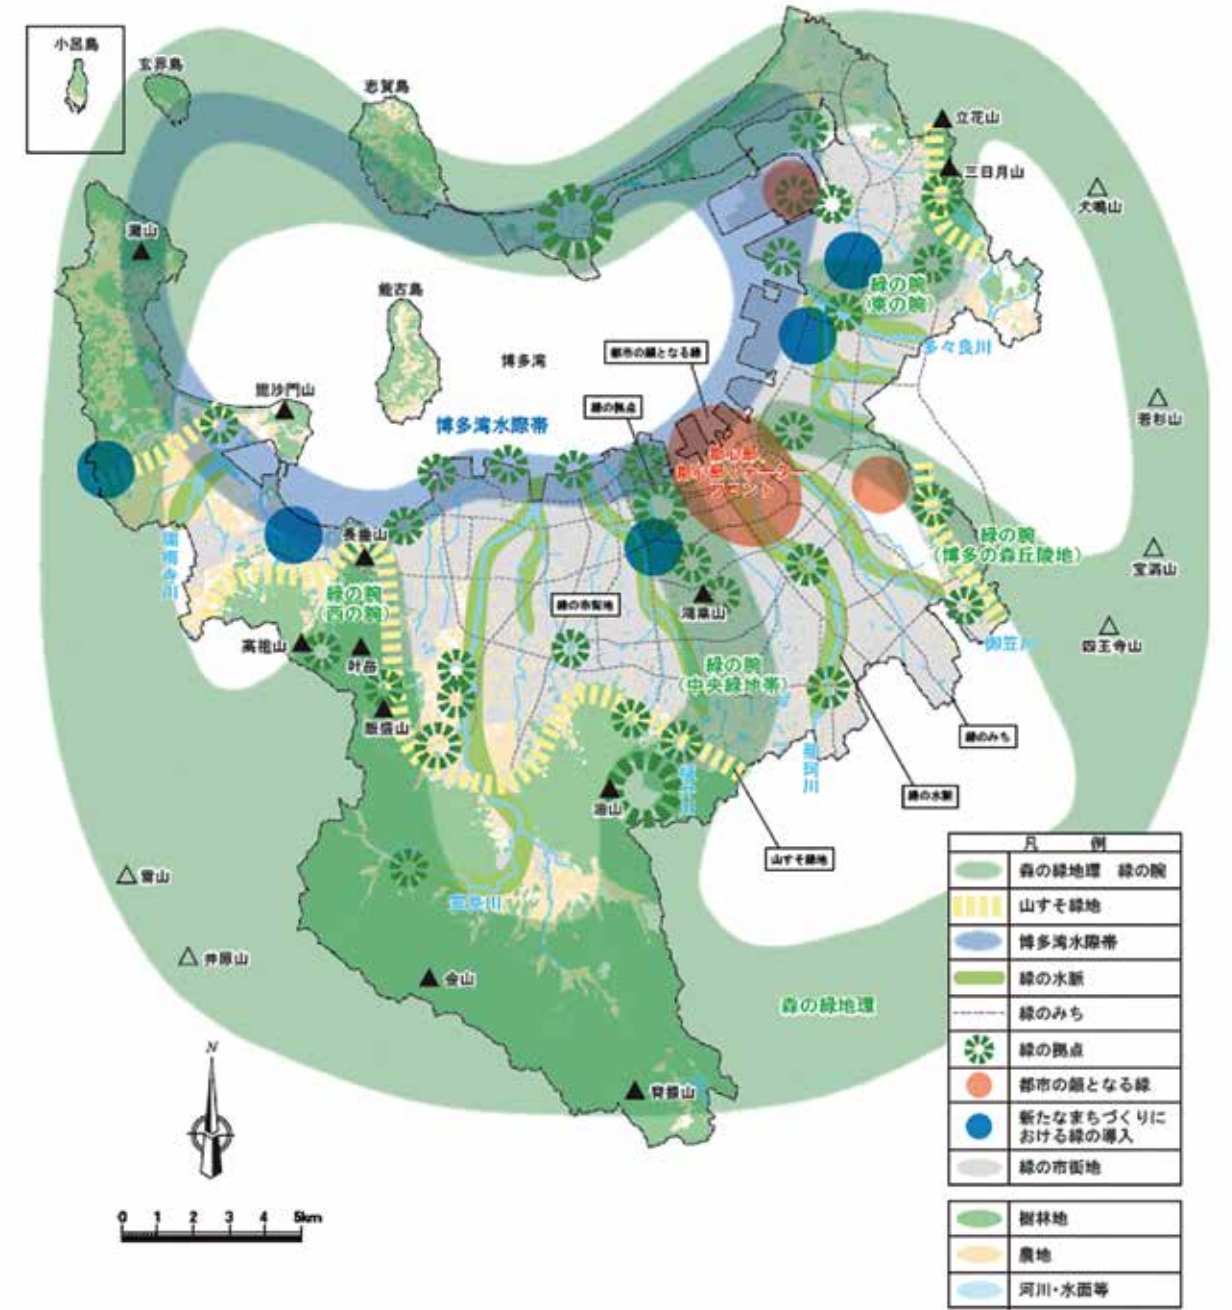 小呂島
玄界島
志賀島
立花山
三日月山
犬鳴山
灘山
能古島
緑の腕
(東の腕)
博多湾
都市の顔となる緑
多々良川
毘沙門山
緑の拠点
若杉山
博多湾水際帯
都心部
長垂山
緑の腕
(博多の森丘陵地)
宝満山
緑の腕
(西の腕)
緑の市街地
鴻巣山
高祖山
叶岳
御笠川
四王寺山
緑の腕
(中央緑地帯)
飯盛山
緑のみち
那珂川
油山
緑の水脈
山すそ緑地
雷山
室見川
井原山
金山
森の緑地環
脊振山
N
0 1 2 3 4 5km
凡 例
森の緑地環 緑の腕
山すそ緑地
博多湾水際帯
緑の水脈
緑のみち
緑の拠点
都市の顔となる緑
新たなまちづくりに
おける緑の導入
緑の市街地
樹林地
農地
河川・水面等